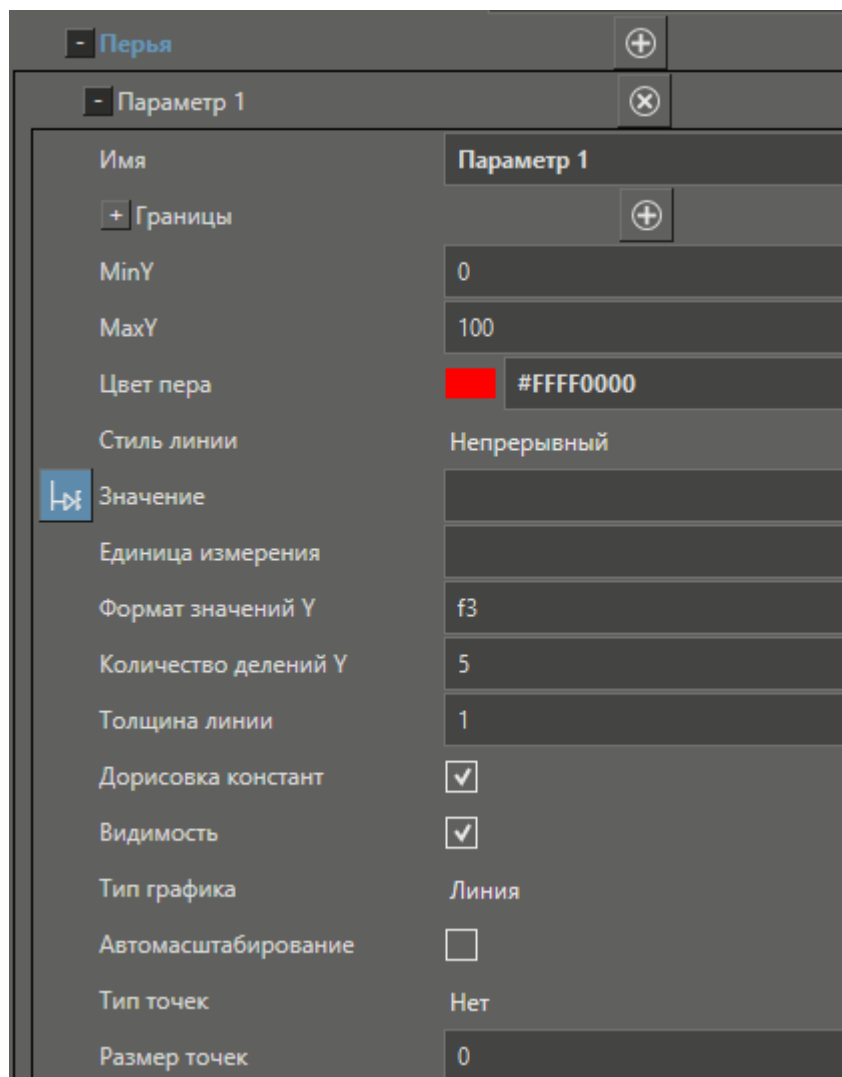 Перья
Параметр 1
Имя Параметр 1
Границы
MinY 0
MaxY 100
Цвет пера #FFFF0000
Стиль линии Непрерывный
Значение
Единица измерения
Формат значений Y f3
Количество делений Y 5
Толщина линии 1
Дорисовка констант
Видимость
Тип графика Линия
Автомасштабирование
Тип точек Нет
Размер точек 0